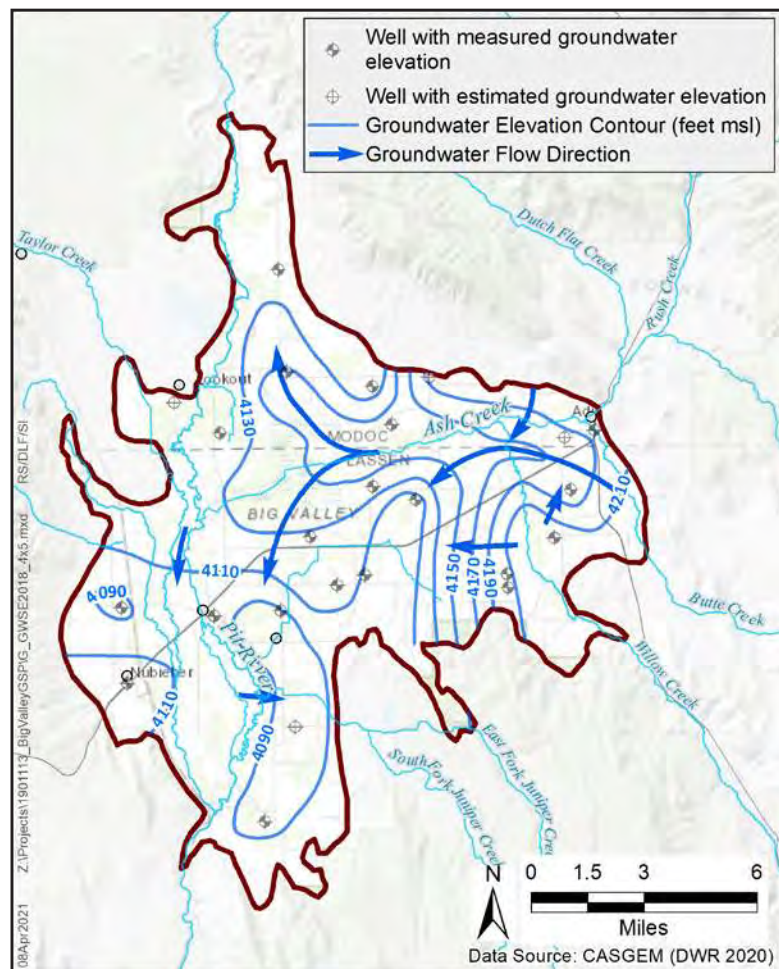 Well with measured groundwater
elevation
Well with estimated groundwater elevation
Groundwater Elevation Contour (feet msl)
Groundwater Flow Direction
Dutch Flat Creek
Rush Creek
Taylor Creek
Lookout
4130
MODOC
Ash Creek
LASSEN
BIG VALLEY
4210
4110
4150
4170
4190
4090
Butte Creek
Willow Creek
Pit River
Nubieber
4110
4090
East Fork Juniper Creek
South Fork Juniper Creek
N
0 1.5 3 6
Miles
Data Source: CASGEM (DWR 2020)
08Apr2021 Z:\Projects\1901113_BigValleyGSP\G_GWSE2018_4x5.mxd RS/DLF/SI